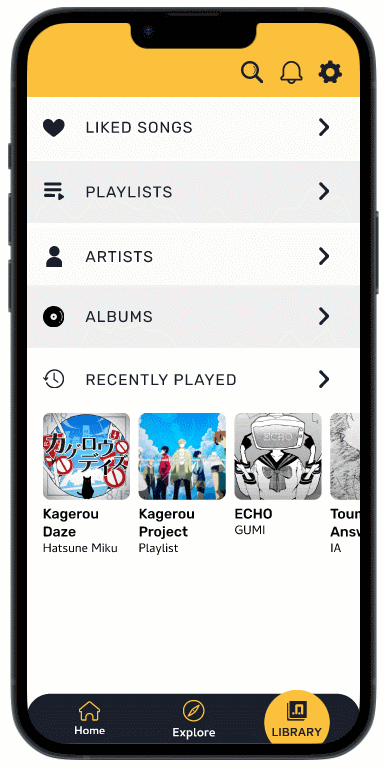 LIKED SONGS
PLAYLISTS
ARTISTS
ALBUMS
RECENTLY PLAYED
カゲロウ
デイズ
ECHO
Kagerou
Daze
Hatsune Miku
Kagerou
Project
Playlist
ECHO
GUMI
Toum
Answ
IA
Home
Explore
LIBRARY